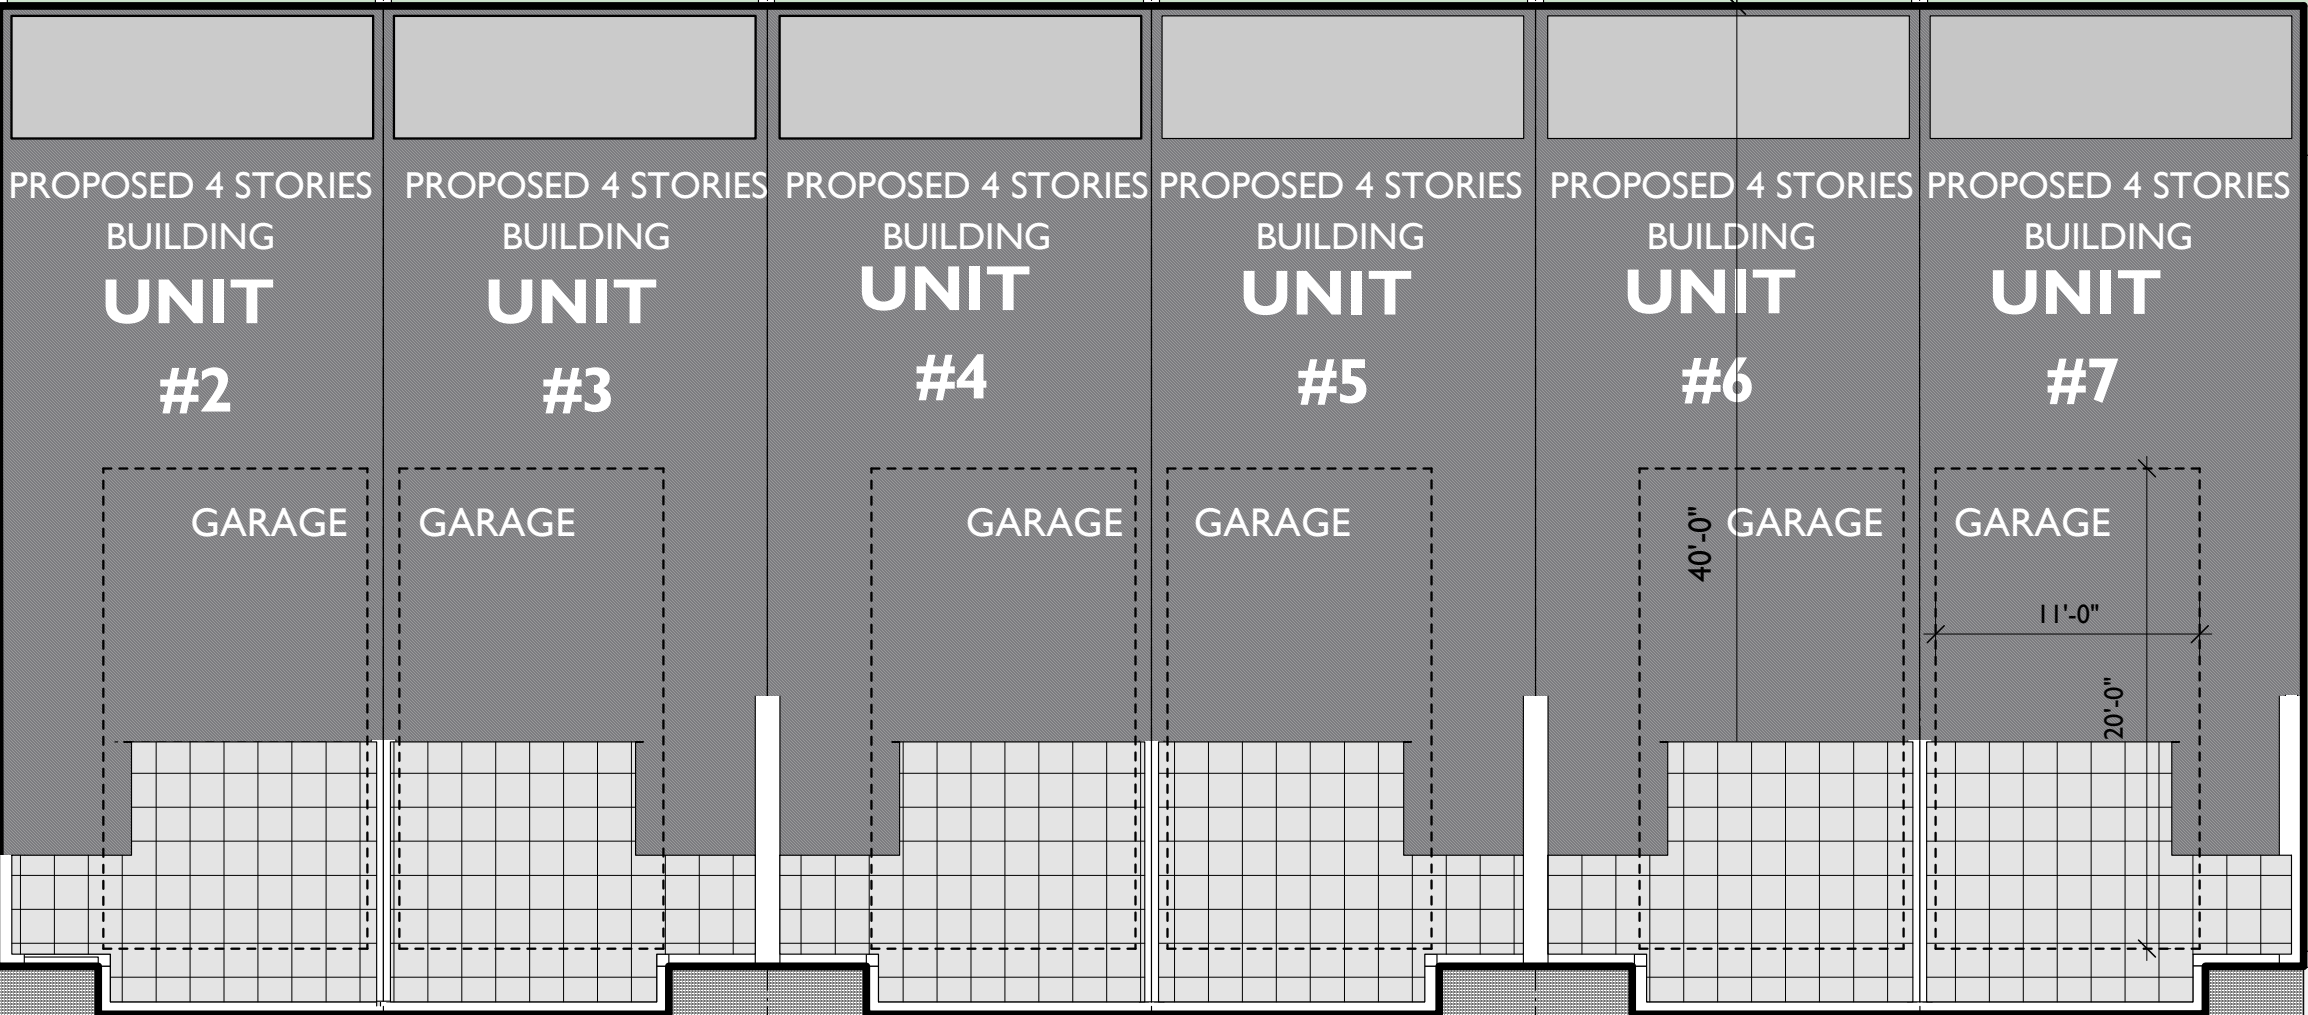 PROPOSED 4 STORIES
BUILDING
UNIT
#2
GARAGE
PROPOSED 4 STORIES
BUILDING
UNIT
#3
GARAGE
PROPOSED 4 STORIES
BUILDING
UNIT
#4
GARAGE
PROPOSED 4 STORIES
BUILDING
UNIT
#5
GARAGE
PROPOSED 4 STORIES
BUILDING
UNIT
#6
GARAGE
40'-0"
PROPOSED 4 STORIES
BUILDING
UNIT
#7
GARAGE
11'-0"
20'-0"